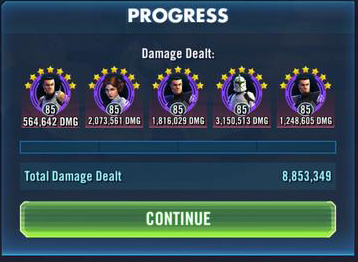 PROGRESS
Damage Dealt:
85 85 85 85 85
564,642 DMG 2,073,561 DMG 1,816,029 DMG 3,150,513 DMG 1,248,605 DMG
Total Damage Dealt 8,853,349
CONTINUE